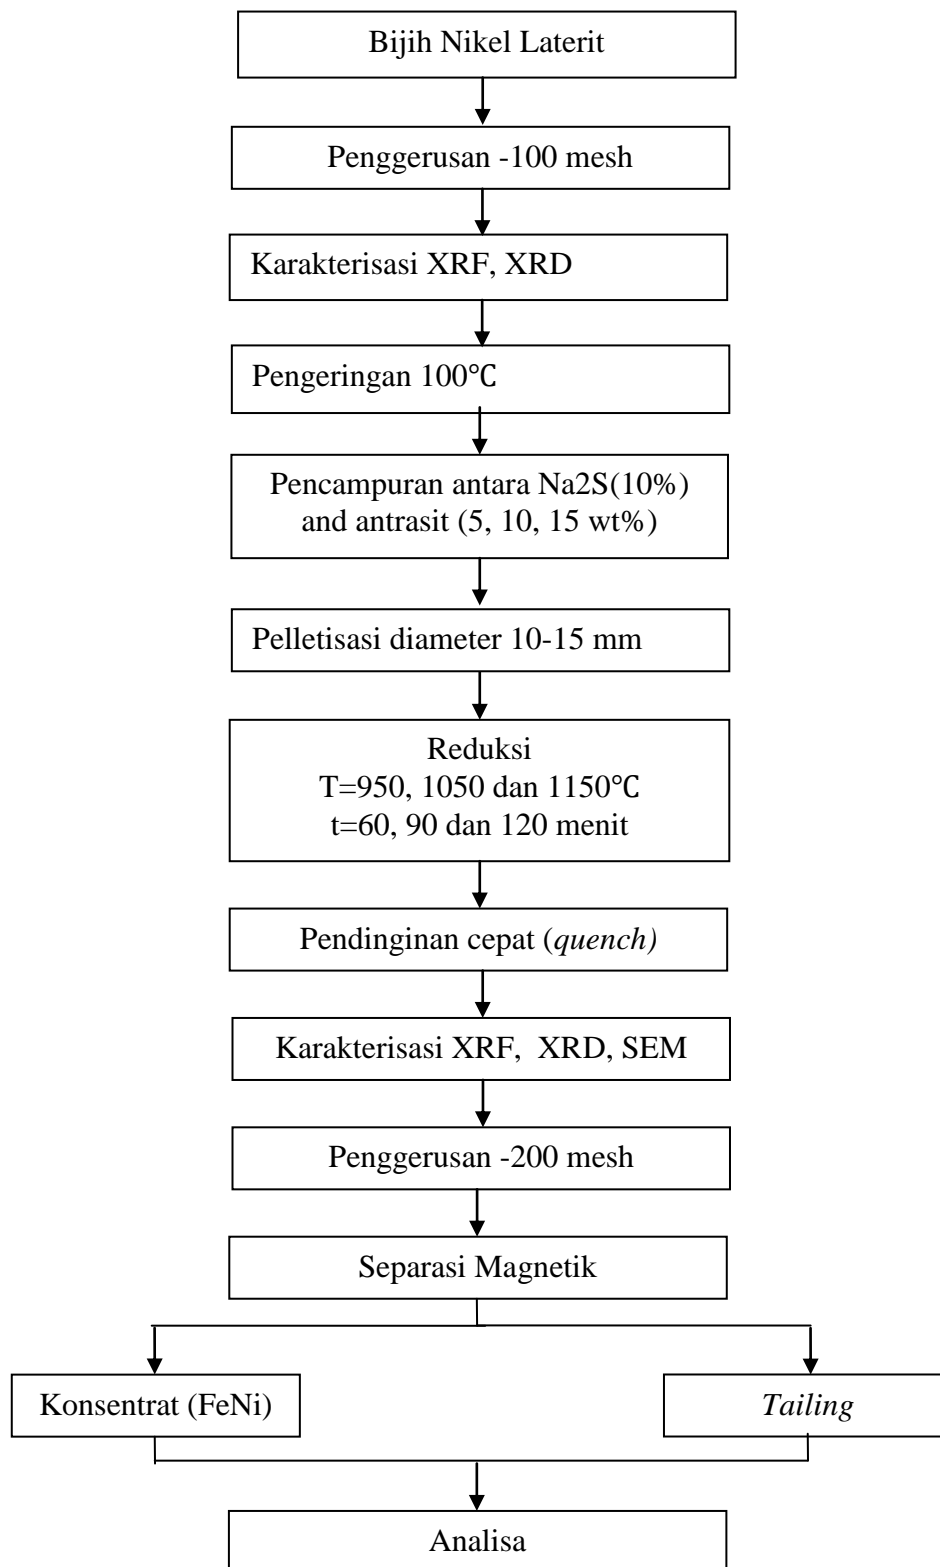 Bijih Nikel Laterit
Penggerusan -100 mesh
Karakterisasi XRF, XRD
Pengeringan 100℃
Pencampuran antara Na2S(10%)
and antrasit (5, 10, 15 wt%)
Pelletisasi diameter 10-15 mm
Reduksi
T=950, 1050 dan 1150℃
t=60, 90 dan 120 menit
Pendinginan cepat (quench)
Karakterisasi XRF, XRD, SEM
Penggerusan -200 mesh
Separasi Magnetik
Konsentrat (FeNi)
Tailing
Analisa